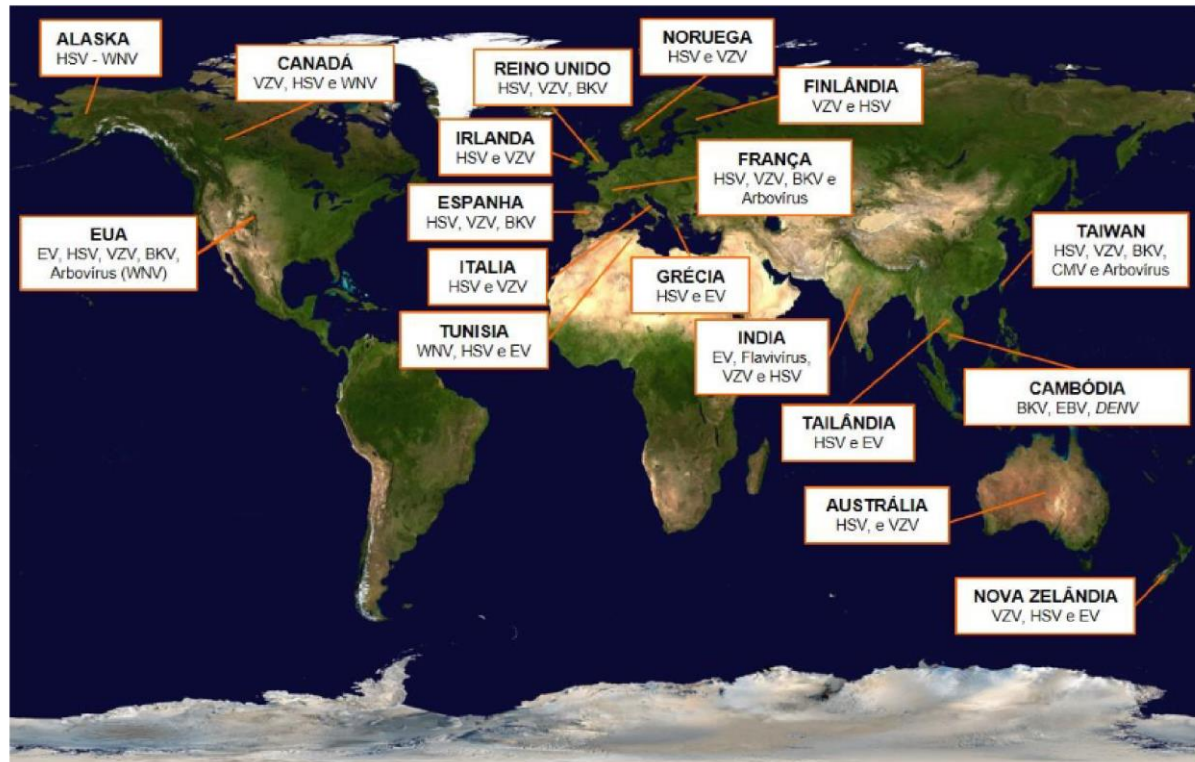 ALASKA
HSV - WNV
CANADÁ
VZV, HSV e WNV
REINO UNIDO
HSV, VZV, BKV
NORUEGA
HSV e VZV
FINLÂNDIA
VZV e HSV
IRLANDA
HSV e VZV
FRANÇA
HSV, VZV, BKV e
Arbovírus
ESPANHA
HSV, VZV, BKV
EUA
EV, HSV, VZV, BKV,
Arbovírus (WNV)
ITALIA
HSV e VZV
GRÉCIA
HSV e EV
TAIWAN
HSV, VZV, BKV,
CMV e Arbovírus
TUNISIA
WNV, HSV e EV
INDIA
EV, Flavivírus,
VZV e HSV
CAMBÓDIA
BKV, EBV, DENV
TAILÂNDIA
HSV e EV
AUSTRÁLIA
HSV, e VZV
NOVA ZELÂNDIA
VZV, HSV e EV